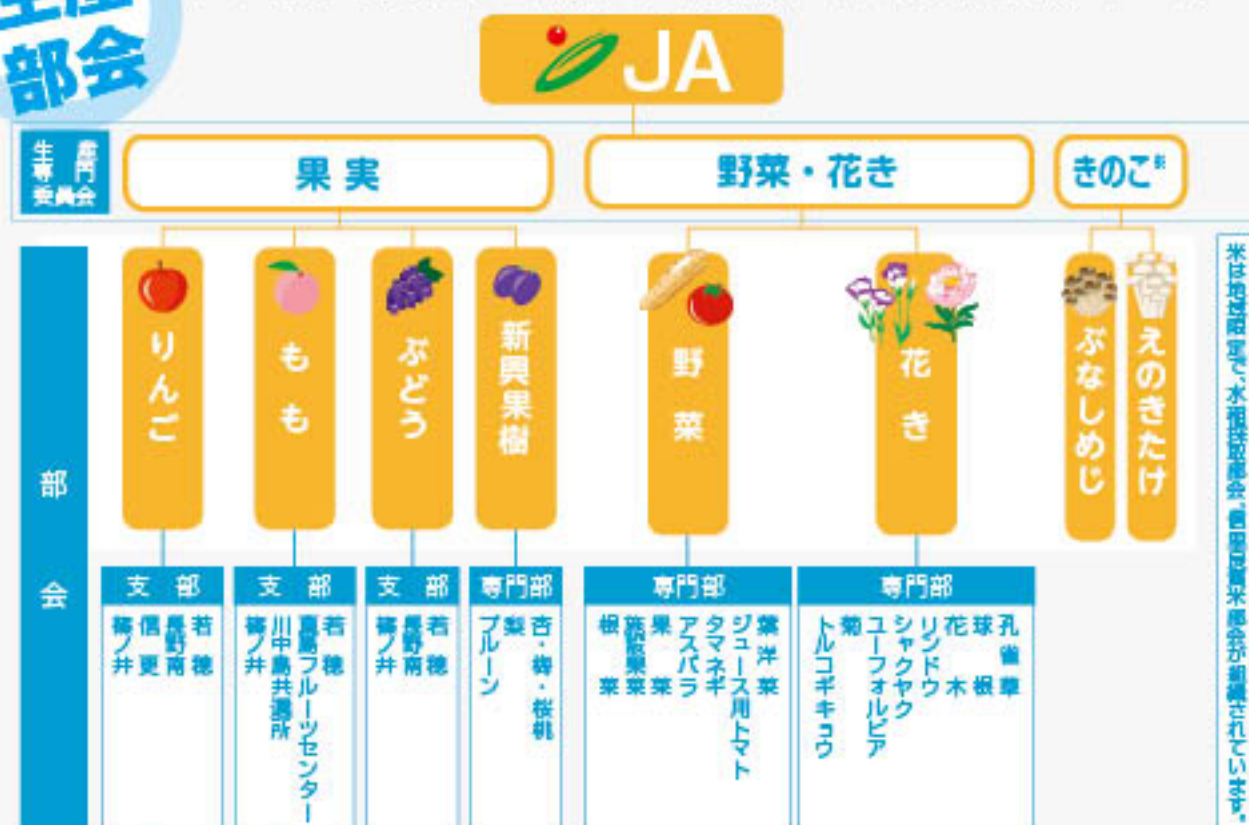 部会
JA
生産
専門
委員会
果実
野菜・花き
きのこ
部会
りんご
もも
ぶどう
新興果樹
野菜
花き
ぶなしめじ
えのきたけ
支部
若穂
長野南
信更
篠ノ井
支部
若穂
真島フルーツセンター
川中島共選所
篠ノ井
支部
若穂
長野南
篠ノ井
専門部
杏・梅・桜桃
梨
プルーン
専門部
葉洋菜
ジュース用トマト
タマネギ
アスパラ
果菜
施設果菜
根菜
専門部
孔雀草
球根
花木
リンドウ
シャクヤク
ユーフォルビア
菊
トルコギキョウ
米は地域限定で、水稲採取部会、
米部会が組織されています。